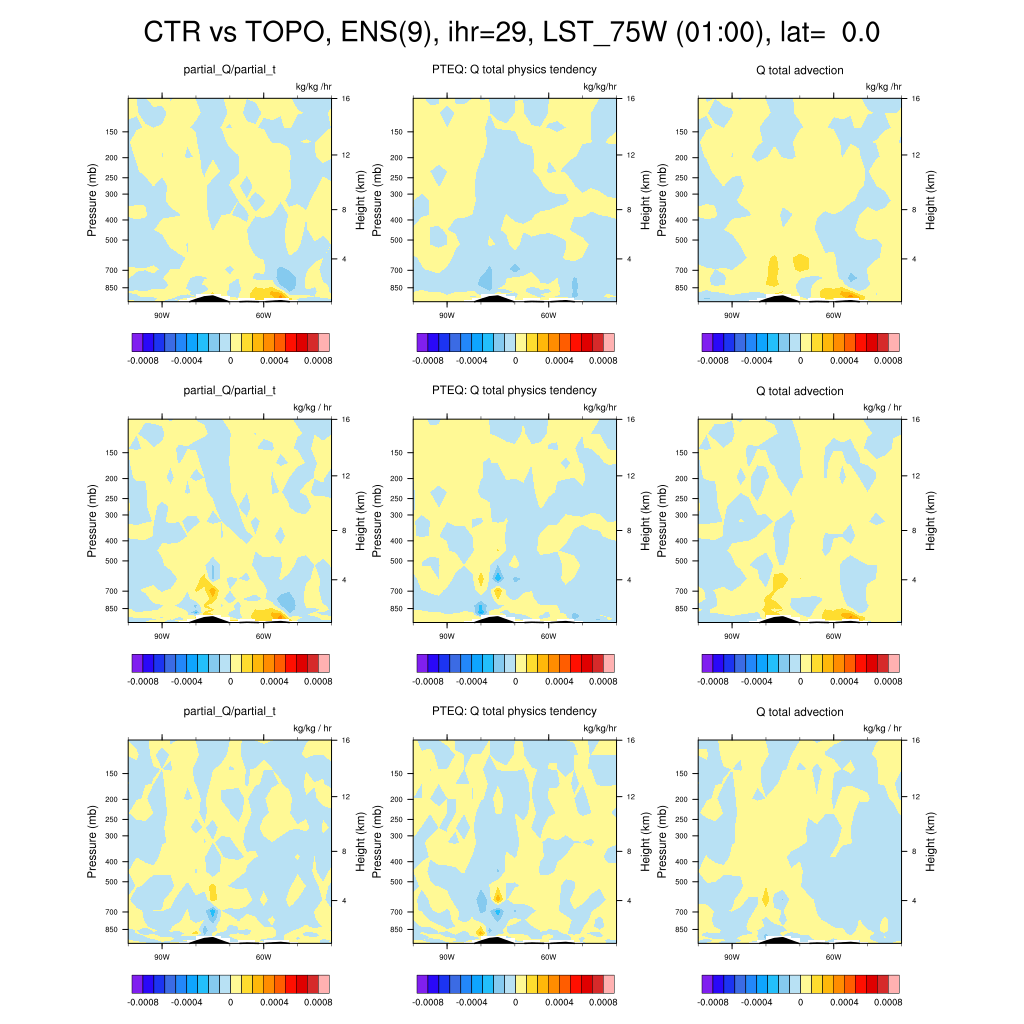 CTR vs TOPO, ENS(9), ihr=29, LST_75W (01:00), lat=  0.0
partial_Q/partial_t
kg/kg /hr
Pressure (mb)
150
200
250
300
400
500
700
850
16
12
8
4
Height (km)
90W
60W
-0.0008 -0.0004 0 0.0004 0.0008
PTEQ: Q total physics tendency
kg/kg/hr
Pressure (mb)
150
200
250
300
400
500
700
850
16
12
8
4
Height (km)
90W
60W
-0.0008 -0.0004 0 0.0004 0.0008
Q total advection
kg/kg /hr
Pressure (mb)
150
200
250
300
400
500
700
850
16
12
8
4
Height (km)
90W
60W
-0.0008 -0.0004 0 0.0004 0.0008
partial_Q/partial_t
kg/kg / hr
Pressure (mb)
150
200
250
300
400
500
700
850
16
12
8
4
Height (km)
90W
60W
-0.0008 -0.0004 0 0.0004 0.0008
PTEQ: Q total physics tendency
kg/kg/hr
Pressure (mb)
150
200
250
300
400
500
700
850
16
12
8
4
Height (km)
90W
60W
-0.0008 -0.0004 0 0.0004 0.0008
Q total advection
kg/kg / hr
Pressure (mb)
150
200
250
300
400
500
700
850
16
12
8
4
Height (km)
90W
60W
-0.0008 -0.0004 0 0.0004 0.0008
partial_Q/partial_t
kg/kg / hr
Pressure (mb)
150
200
250
300
400
500
700
850
16
12
8
4
Height (km)
90W
60W
-0.0008 -0.0004 0 0.0004 0.0008
PTEQ: Q total physics tendency
kg/kg/hr
Pressure (mb)
150
200
250
300
400
500
700
850
16
12
8
4
Height (km)
90W
60W
-0.0008 -0.0004 0 0.0004 0.0008
Q total advection
kg/kg / hr
Pressure (mb)
150
200
250
300
400
500
700
850
16
12
8
4
Height (km)
90W
60W
-0.0008 -0.0004 0 0.0004 0.0008